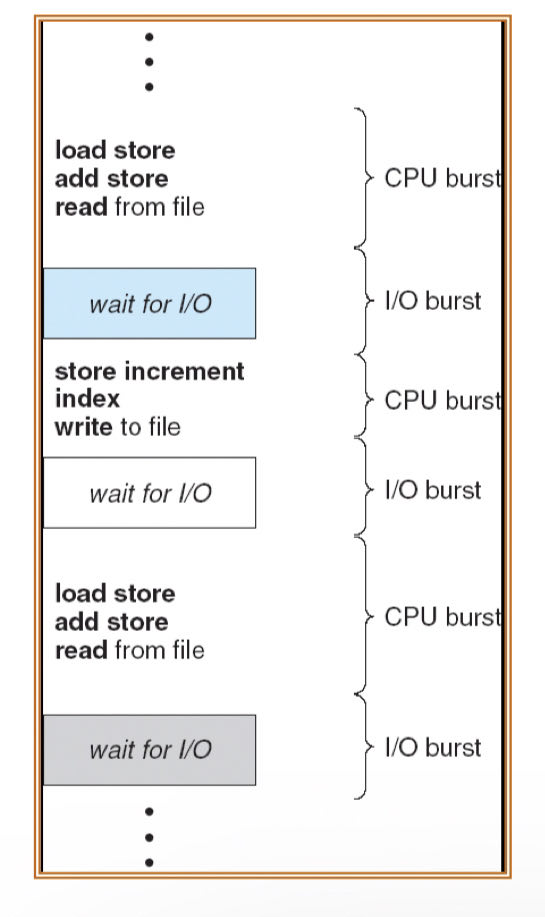 load store
add store
read from file
CPU burst
wait for I/O
I/O burst
store increment
index
write to file
CPU burst
wait for I/O
I/O burst
load store
add store
read from file
CPU burst
wait for I/O
I/O burst